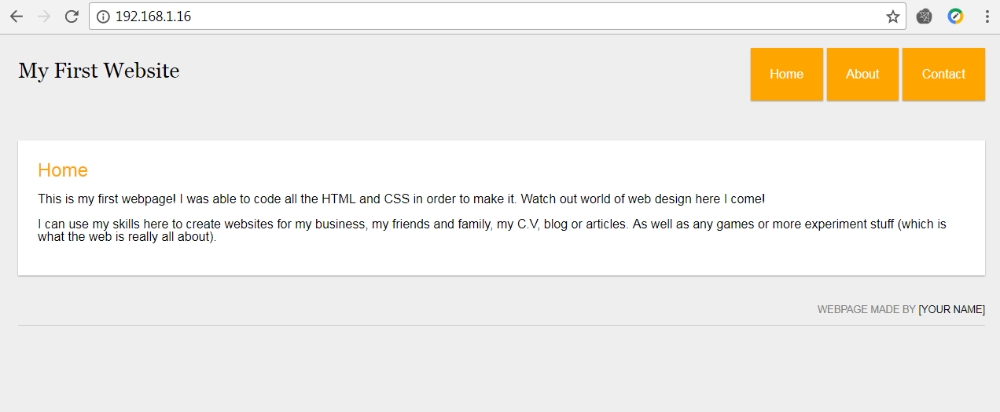 192.168.1.16
My First Website
Home
About
Contact
Home
This is my first webpage! I was able to code all the HTML and CSS in order to make it. Watch out world of web design here I come!
I can use my skills here to create websites for my business, my friends and family, my C.V, blog or articles. As well as any games or more experiment stuff (which is
what the web is really all about).
WEBPAGE MADE BY [YOUR NAME]